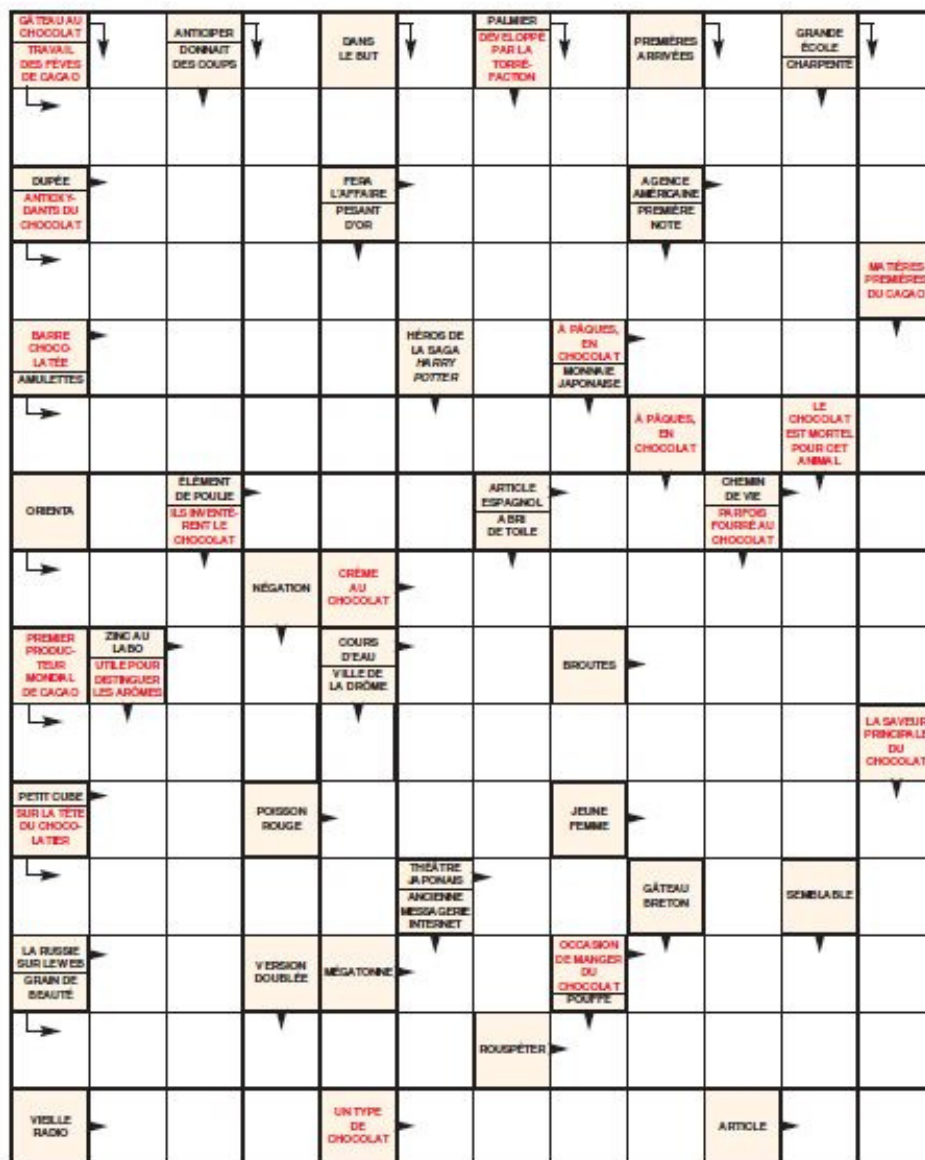 GÂTEAU AU
CHOCOLAT
TRAVAIL
DES FÈVES
DE CACAO
ANTICIPER
DONNAIT
DES COUPS
DANS
LE BUT
PALMIER
DÉVELOPPÉ
PAR LA
TORRÉ-
FACTION
PREMIÈRES
ARRIVÉES
GRANDE
ÉCOLE
CHARPENTÉ
DUPÉE
ANTIOXY-
DANTS DU
CHOCOLAT
FERA
L'AFFAIRE
PESANT
D'OR
AGENCE
AMÉRICAINE
PREMIÈRE
NOTE
MATIÈRES
PREMIÈRES
DU CACAO
BARRE
CHOCO-
LATÉE
AMULETTES
HÉROS DE
LA SAGA
HARRY
POTTER
À PÂQUES,
EN
CHOCOLAT
MONNAIE
JAPONAISE
À PÂQUES,
EN
CHOCOLAT
LE
CHOCOLAT
EST MORTEL
POUR CET
ANIMAL
ORIENTA
ÉLÉMENT
DE POULIE
ILS INVENTÈ-
RENT LE
CHOCOLAT
ARTICLE
ESPAGNOL
ABRI
DE TOILE
CHEMIN
DE VIE
PARFOIS
FOURRÉ AU
CHOCOLAT
NÉGATION
CRÈME
AU
CHOCOLAT
PREMIER
PRODUC-
TEUR
MONDIAL
DE CACAO
ZINC AU
LABO
UTILE POUR
DISTINGUER
LES ARÔMES
COURS
D'EAU
VILLE DE
LA DRÔME
BROUTES
LA SAVEUR
PRINCIPALE
DU
CHOCOLAT
PETIT CUBE
SUR LA TÊTE
DU CHOCO-
LATIER
POISSON
ROUGE
JEUNE
FEMME
THÉÂTRE
JAPONAIS
ANCIENNE
MESSAGERIE
INTERNET
GÂTEAU
BRETON
SEMBLABLE
LA RUSSIE
SUR LE WEB
GRAIN DE
BEAUTÉ
VERSION
DOUBLÉE
MÉGATONNE
OCCASION
DE MANGER
DU
CHOCOLAT
POUFFÉ
ROUSPÉTER
VIEILLE
RADIO
UN TYPE
DE
CHOCOLAT
ARTICLE